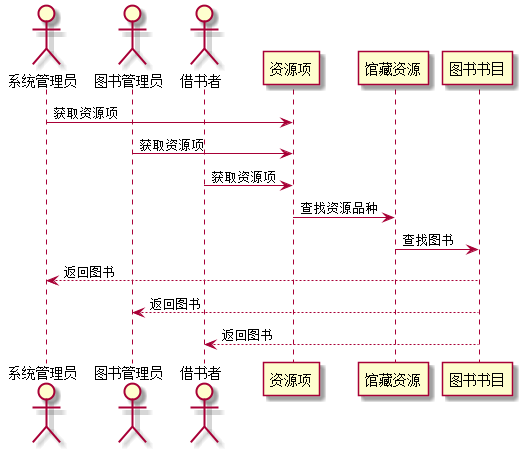 系统管理员
图书管理员
借书者
资源项
馆藏资源
图书书目
获取资源项
获取资源项
获取资源项
查找资源品种
查找图书
返回图书
返回图书
返回图书
系统管理员
图书管理员
借书者
资源项
馆藏资源
图书书目